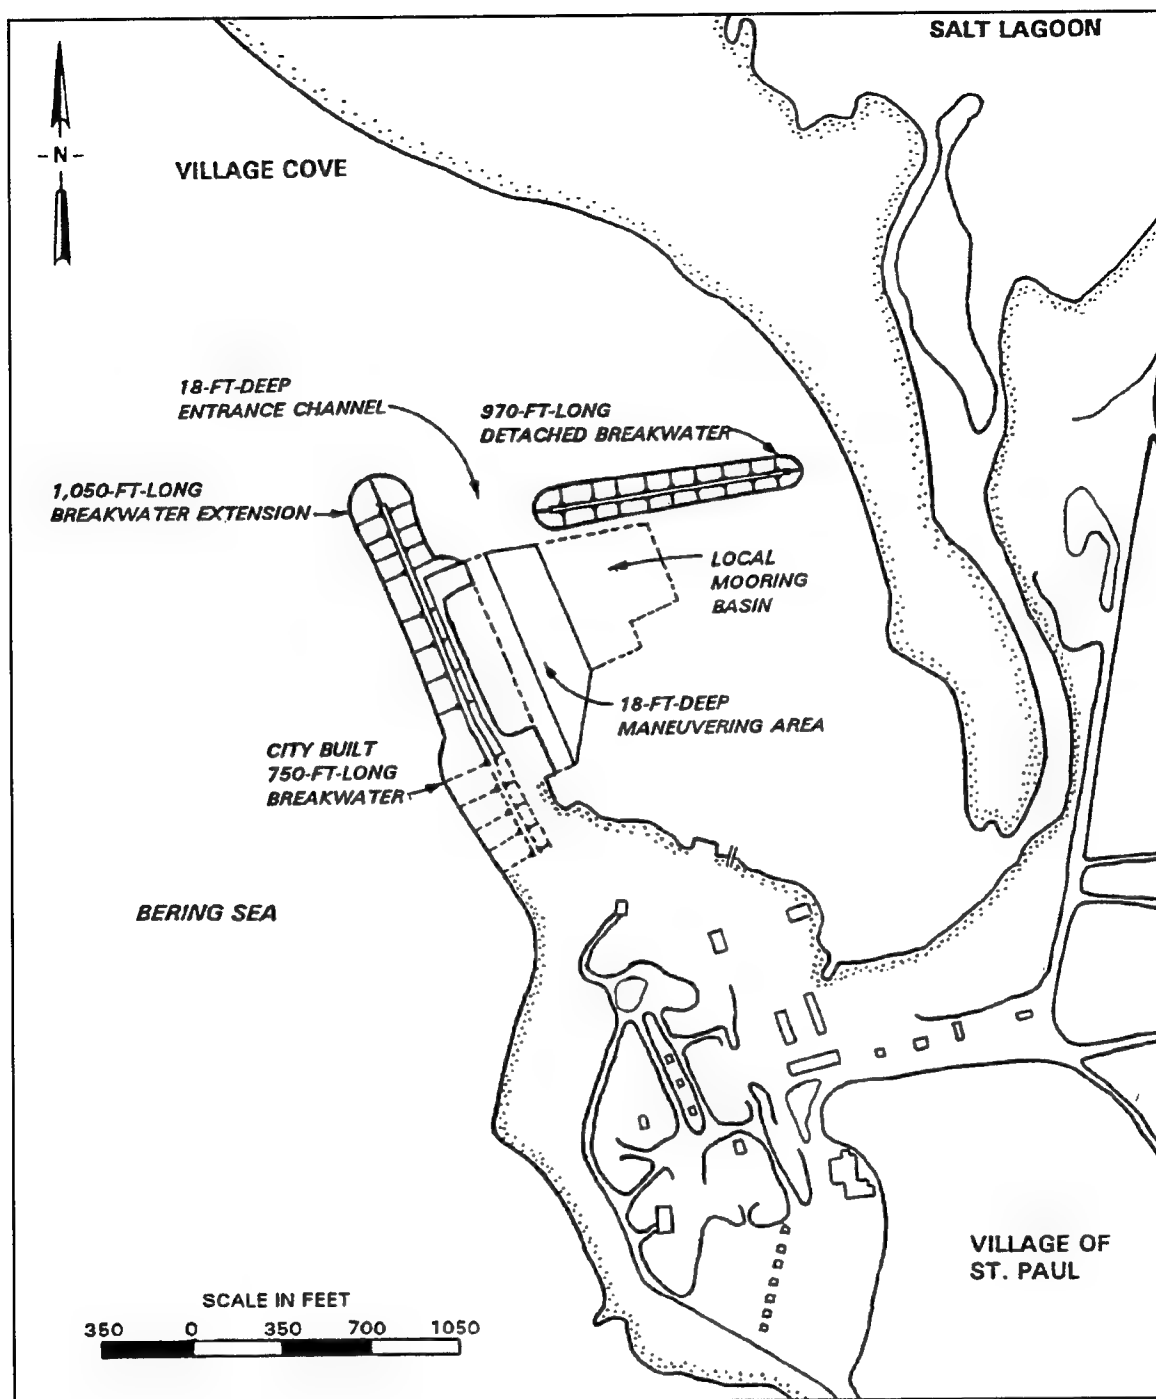 SALT LAGOON
-N-
VILLAGE COVE
18-FT-DEEP
ENTRANCE CHANNEL
970-FT-LONG
DETACHED BREAKWATER
1,050-FT-LONG
BREAKWATER EXTENSION
LOCAL
MOORING
BASIN
18-FT-DEEP
MANEUVERING AREA
CITY BUILT
750-FT-LONG
BREAKWATER
BERING SEA
VILLAGE OF
ST. PAUL
SCALE IN FEET
350 0 350 700 1050